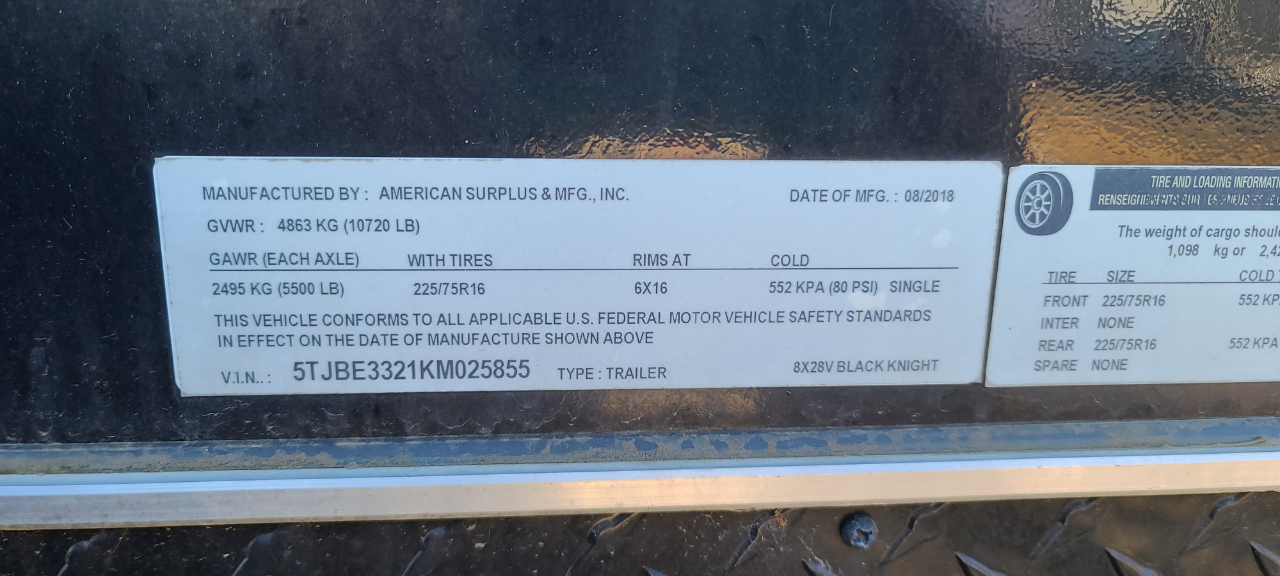 MANUFACTURED BY : AMERICAN SURPLUS & MFG., INC. DATE OF MFG. : 08/2018
GVWR : 4863 KG (10720 LB)
GAWR (EACH AXLE) WITH TIRES RIMS AT COLD
2495 KG (5500 LB) 225/75R16 6X16 552 KPA (80 PSI) SINGLE
THIS VEHICLE CONFORMS TO ALL APPLICABLE U.S. FEDERAL MOTOR VEHICLE SAFETY STANDARDS
IN EFFECT ON THE DATE OF MANUFACTURE SHOWN ABOVE
V.I.N.. : 5TJBE3321KM025855 TYPE : TRAILER 8X28V BLACK KNIGHT
TIRE AND LOADING
The weight of cargo
1,098 kg or
TIRE SIZE COLD
FRONT 225/75R16 552
INTER NONE
REAR 225/75R16 552 KPA
SPARE NONE